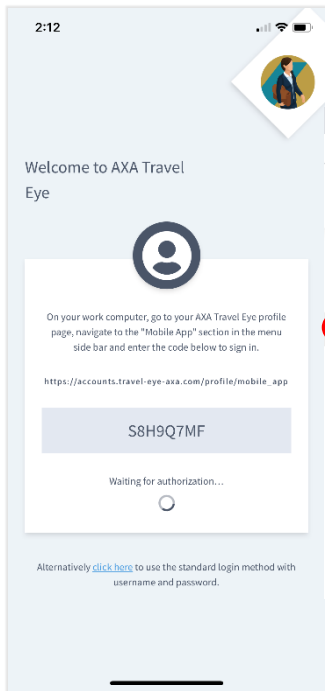 2:12
Welcome to AXA Travel
Eye
On your work computer, go to your AXA Travel Eye profile
page, navigate to the "Mobile App" section in the menu
side bar and enter the code below to sign in.
https://accounts.travel-eye-axa.com/profile/mobile_app
S8H9Q7MF
Waiting for authorization...
Alternatively click here to use the standard login method with
username and password.